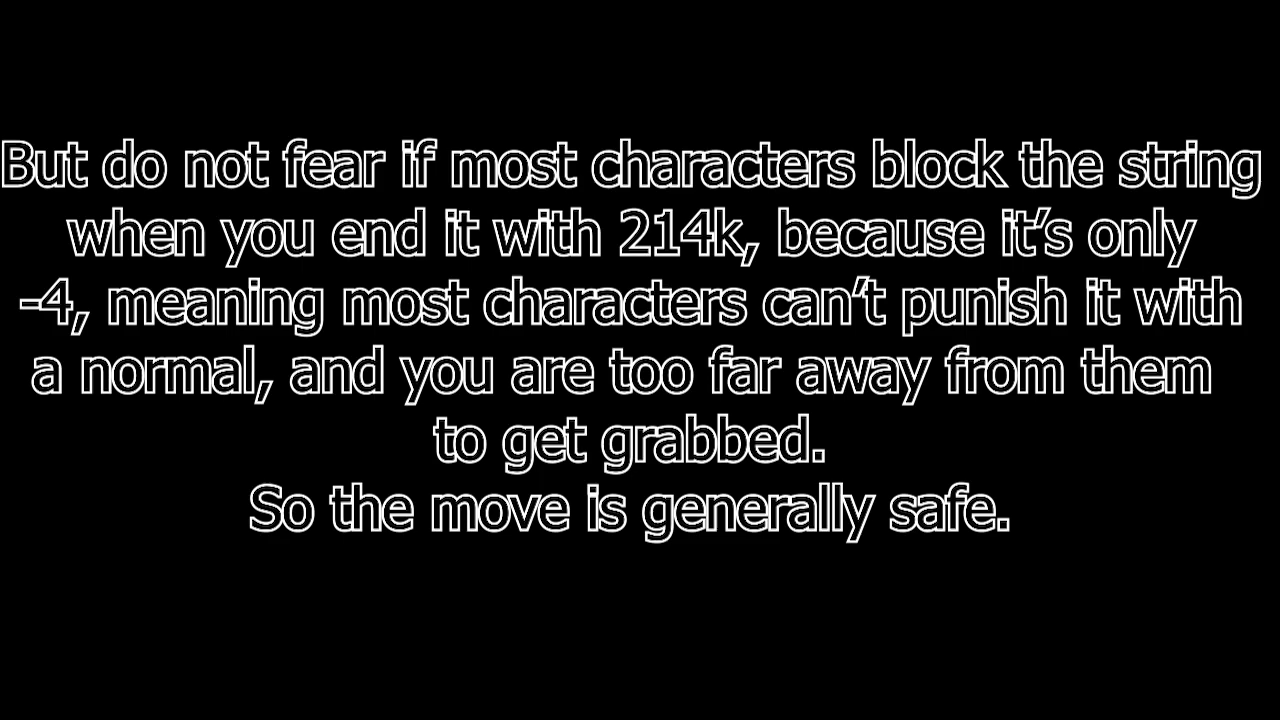 But do not fear if most characters block the string
when you end it with 214k, because it’s only
-4, meaning most characters can’t punish it with
a normal, and you are too far away from them
to get grabbed.
So the move is generally safe.